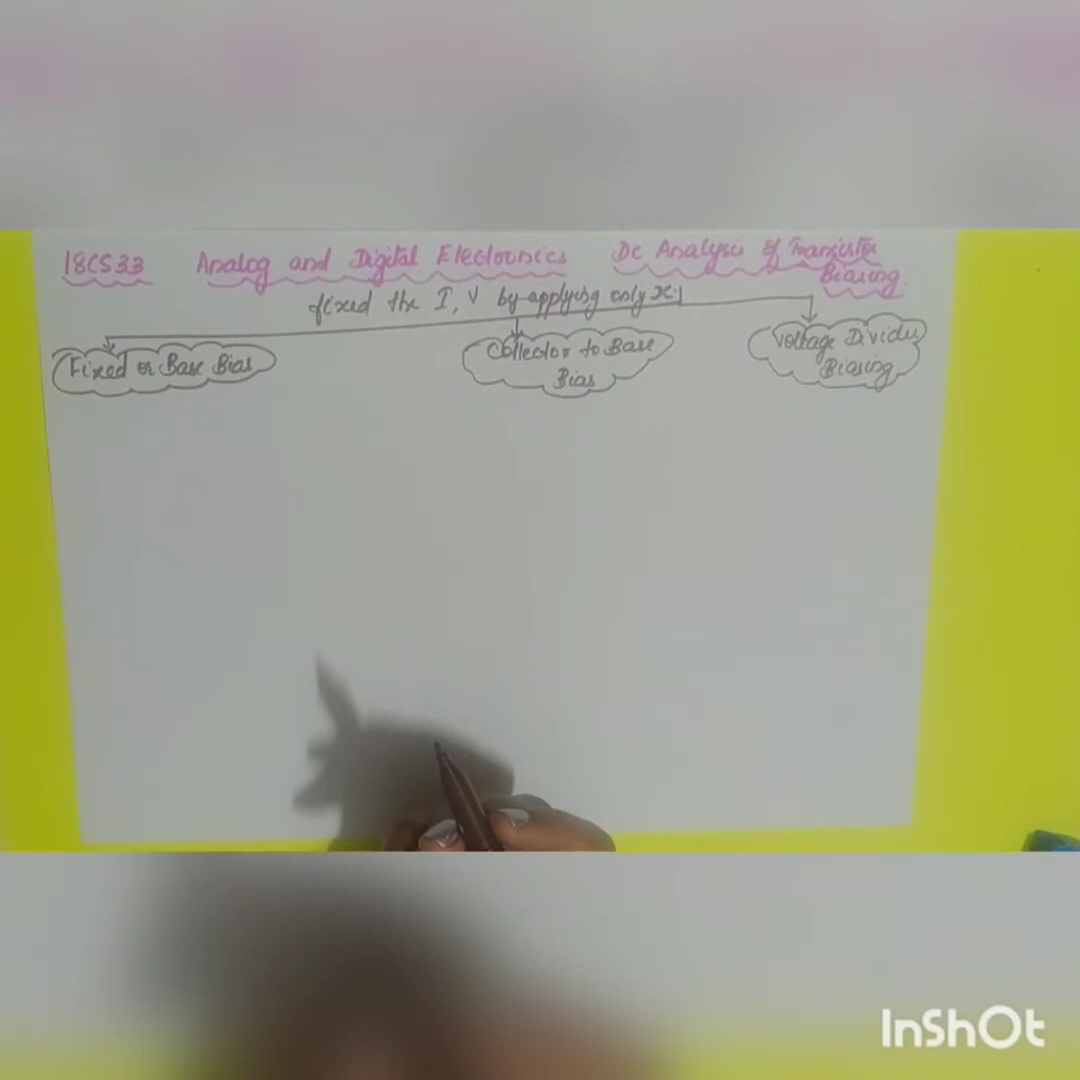 18CS33 Analog and Digital Electronics Dc Analysis of Transistor
Biasing
fixed the I, V by applying only
Fixed or Base Bias
Collector to Base
Bias
Voltage Divider
Biasing
InShOt